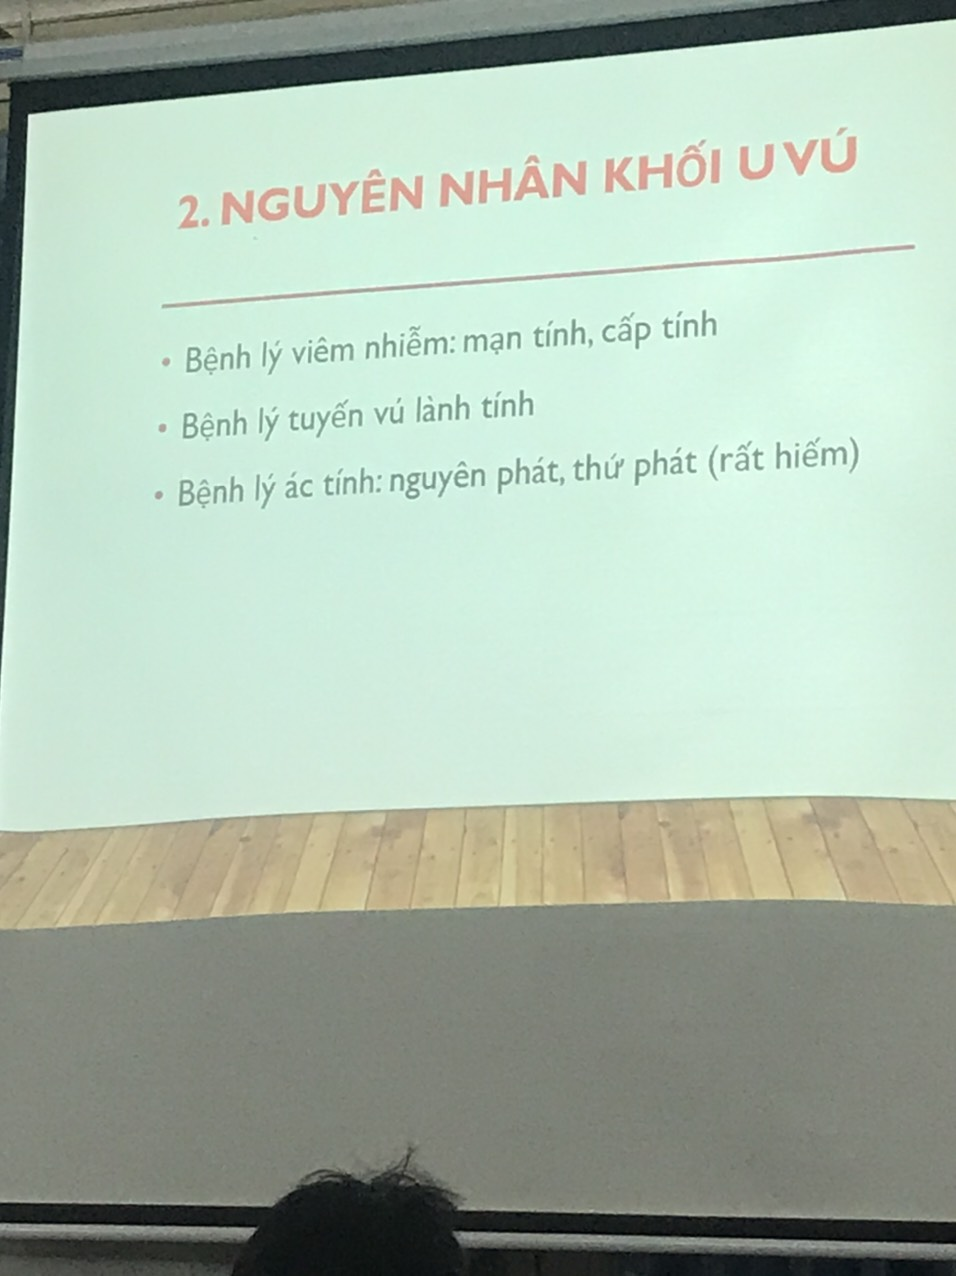 2. NGUYÊN NHÂN KHỐI U VÚ
• Bệnh lý viêm nhiễm: mạn tính, cấp tính
• Bệnh lý tuyến vú lành tính
• Bệnh lý ác tính: nguyên phát, thứ phát (rất hiếm)